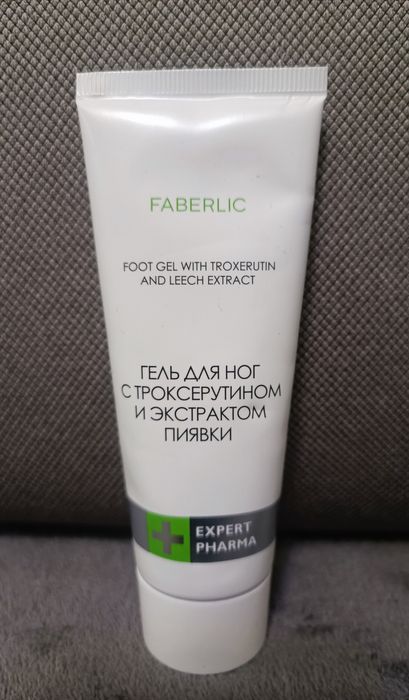 FABERLIC
FOOT GEL WITH TROXERUTIN
AND LEECH EXTRACT
ГЕЛЬ ДЛЯ НОГ
С ТРОКСЕРУТИНОМ
И ЭКСТРАКТОМ
ПИЯВКИ
EXPERT
PHARMA